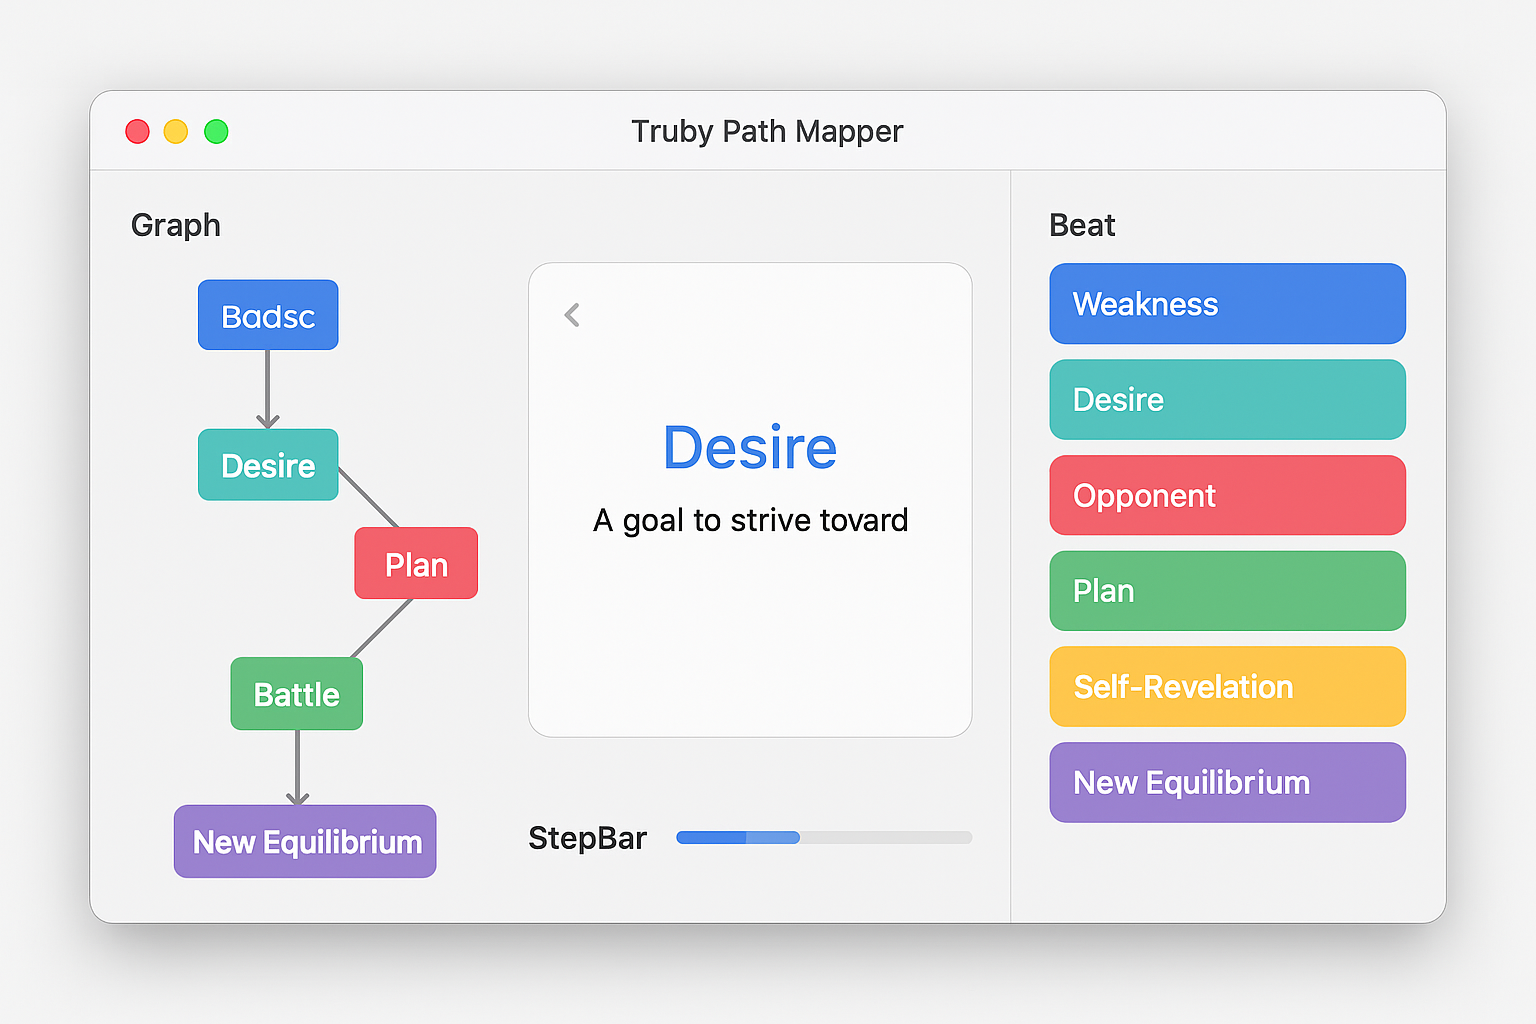 Truby Path Mapper
Graph
Badsc
Desire
Plan
Battle
New Equilibrium
Desire
A goal to strive tovard
StepBar
Beat
Weakness
Desire
Opponent
Plan
Self-Revelation
New Equilibrium